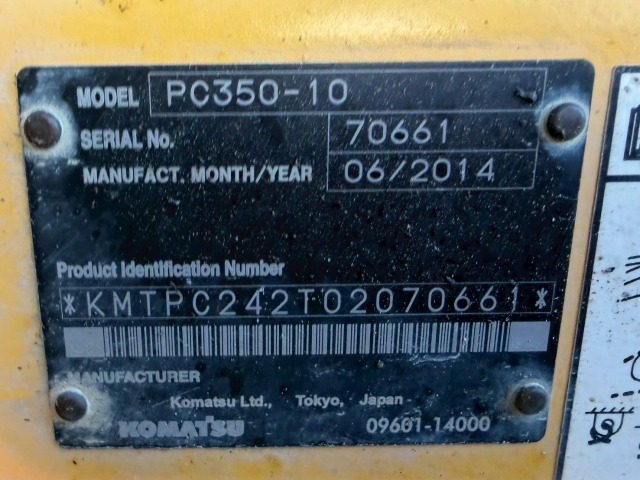 MODEL PC350-10
SERIAL No. 70661
MANUFACT. MONTH/YEAR 06/2014
Product Identification Number
*KMTPC242T02070661*
MANUFACTURER
Komatsu Ltd., Tokyo, Japan
KOMATSU 09601-14000